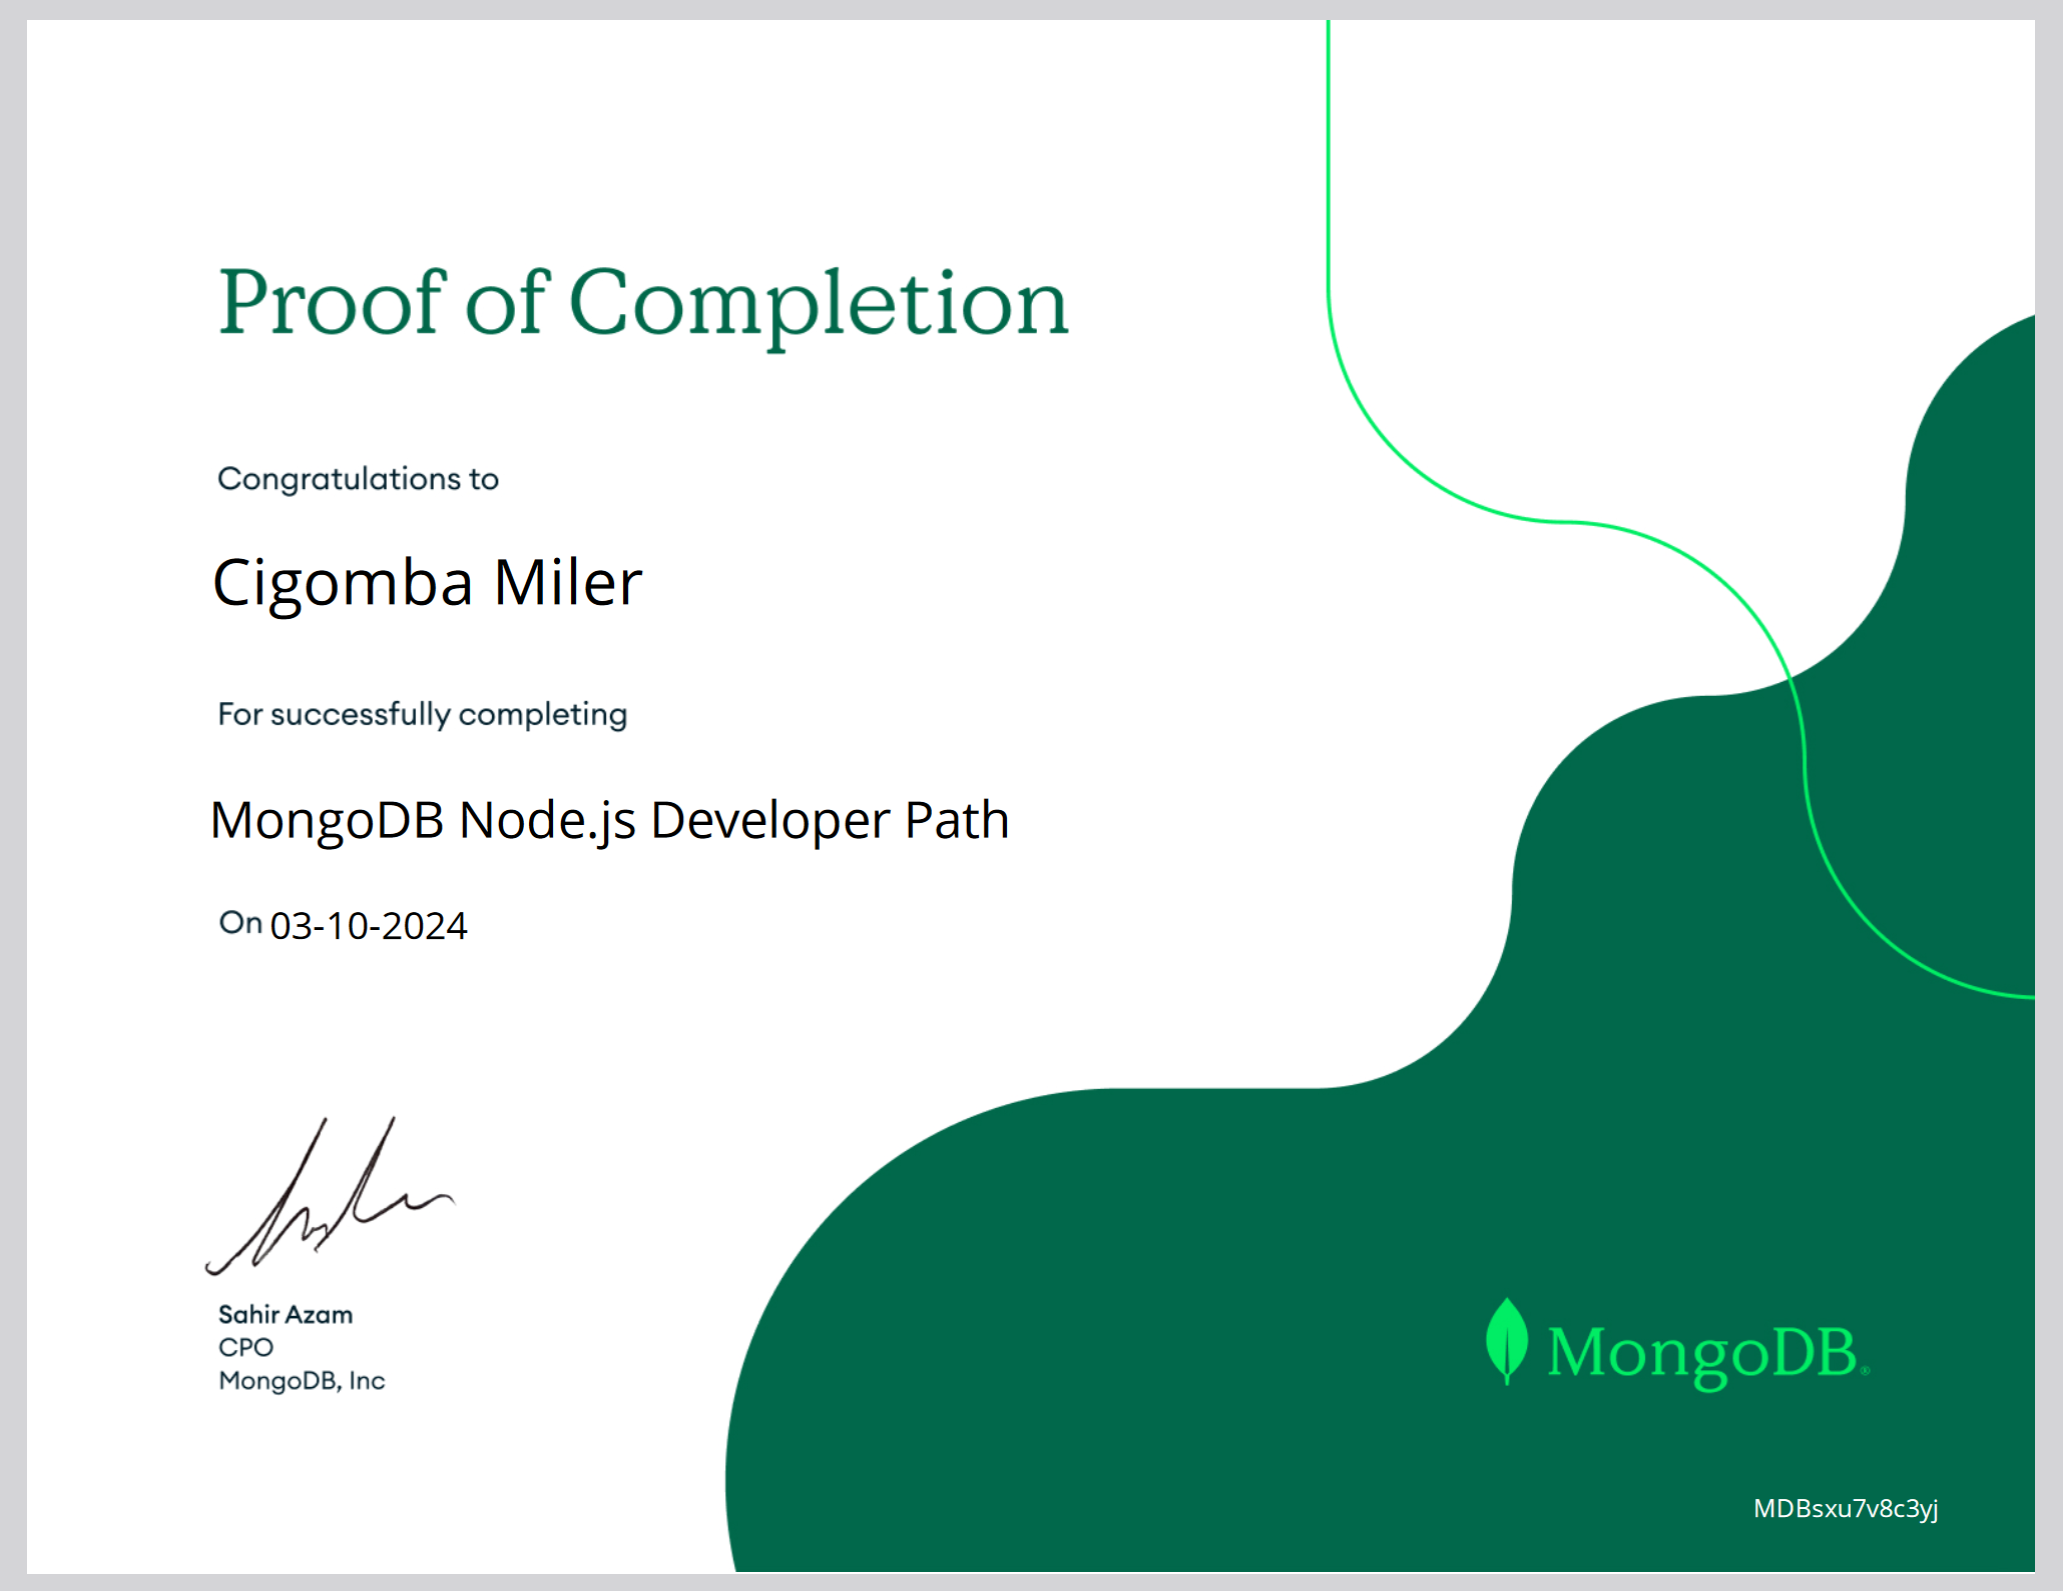 Proof of Completion
Congratulations to
Cigomba Miler
For successfully completing
MongoDB Node.js Developer Path
On 03-10-2024
Sahir Azam
CPO
MongoDB, Inc
MongoDB®
MDBsxu7v8c3yj